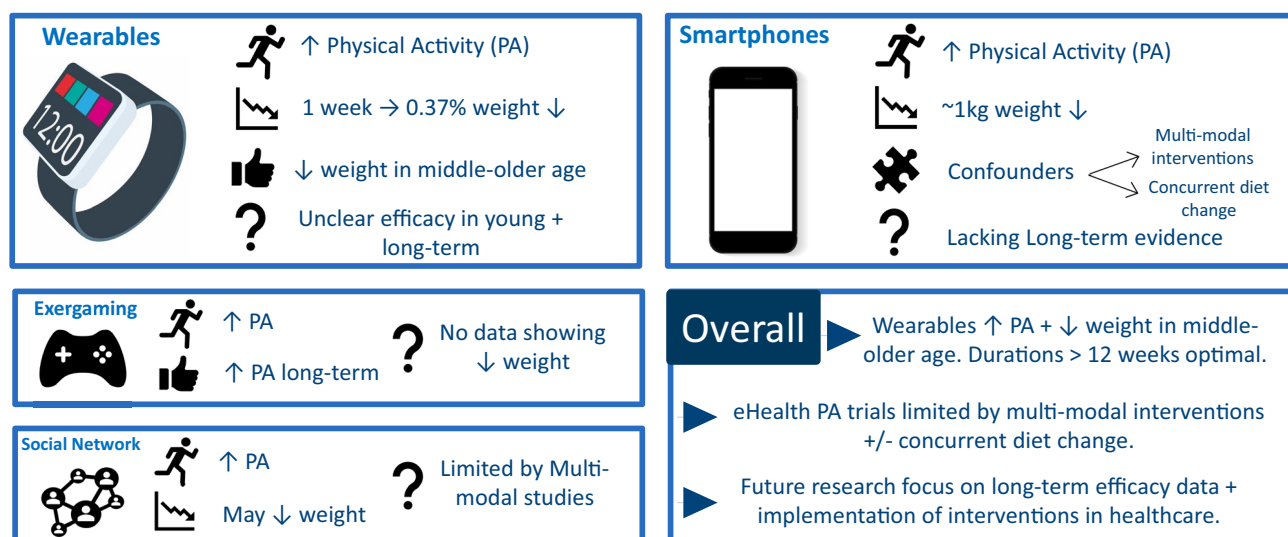 Wearables
12:00
↑ Physical Activity (PA)
1 week → 0.37% weight ↓
↓ weight in middle-older age
Unclear efficacy in young +
long-term
Smartphones
↑ Physical Activity (PA)
~1kg weight ↓
Confounders
Multi-modal
interventions
Concurrent diet
change
Lacking Long-term evidence
Exergaming
↑ PA
↑ PA long-term
No data showing
↓ weight
Social Network
↑ PA
May ↓ weight
Limited by Multi-
modal studies
Overall
Wearables ↑ PA + ↓ weight in middle-
older age. Durations > 12 weeks optimal.
eHealth PA trials limited by multi-modal interventions
+/- concurrent diet change.
Future research focus on long-term efficacy data +
implementation of interventions in healthcare.